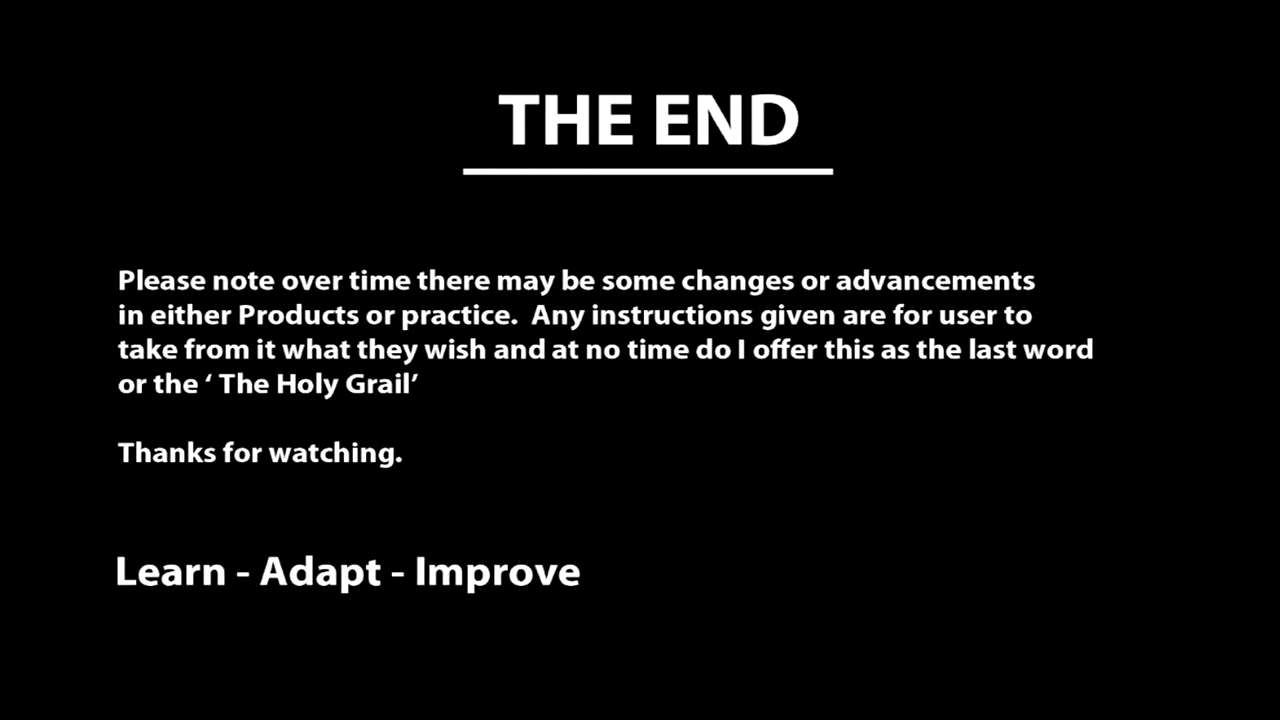 THE END
Please note over time there may be some changes or advancements
in either Products or practice.  Any instructions given are for user to
take from it what they wish and at no time do I offer this as the last word
or the ‘ The Holy Grail’
Thanks for watching.
Learn - Adapt - Improve